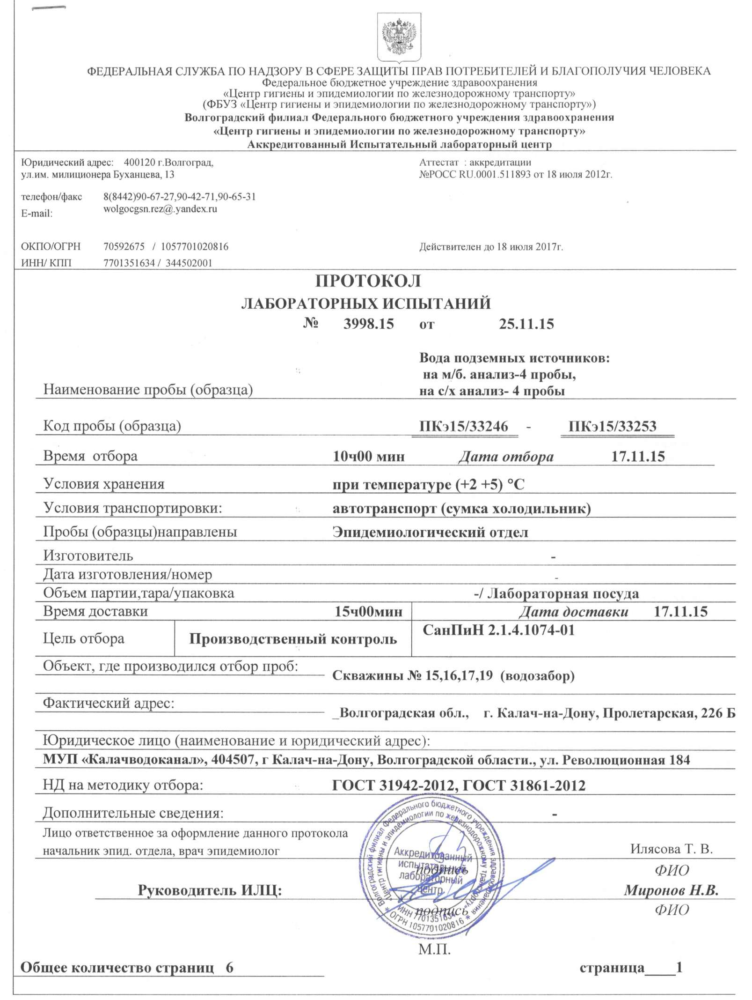 ФЕДЕРАЛЬНАЯ СЛУЖБА ПО НАДЗОРУ В СФЕРЕ ЗАЩИТЫ ПРАВ ПОТРЕБИТЕЛЕЙ И БЛАГОПОЛУЧИЯ ЧЕЛОВЕКА
Федеральное бюджетное учреждение здравоохранения
«Центр гигиены и эпидемиологии по железнодорожному транспорту»
(ФБУЗ «Центр гигиены и эпидемиологии по железнодорожному транспорту»)
Волгоградский филиал Федерального бюджетного учреждения здравоохранения
«Центр гигиены и эпидемиологии по железнодорожному транспорту»
Аккредитованный Испытательный лабораторный центр
Юридический адрес: 400120 г.Волгоград, Аттестат : аккредитации
ул.им. милиционера Буханцева, 13 №РОСС RU.0001.511893 от 18 июля 2012г.
телефон/факс 8(8442)90-67-27,90-42-71,90-65-31
E-mail: wolgocgsn.rez@.yandex.ru
ОКПО/ОГРН 70592675 / 1057701020816 Действителен до 18 июля 2017г.
ИНН/ КПП 7701351634 / 344502001
ПРОТОКОЛ
ЛАБОРАТОРНЫХ ИСПЫТАНИЙ
№ 3998.15 от 25.11.15
Вода подземных источников:
на м/б. анализ-4 пробы,
Наименование пробы (образца) на с/х анализ- 4 пробы
Код пробы (образца) ПКэ15/33246 - ПКэ15/33253
Время отбора 10ч00 мин Дата отбора 17.11.15
Условия хранения при температуре (+2 +5) °С
Условия транспортировки: автотранспорт (сумка холодильник)
Пробы (образцы)направлены Эпидемиологический отдел
Изготовитель -
Дата изготовления/номер -
Объем партии,тара/упаковка -/ Лабораторная посуда
Время доставки 15ч00мин Дата доставки 17.11.15
Цель отбора Производственный контроль СанПиН 2.1.4.1074-01
Объект, где производился отбор проб: Скважины № 15,16,17,19 (водозабор)
Фактический адрес: _Волгоградская обл., г. Калач-на-Дону, Пролетарская, 226 Б
Юридическое лицо (наименование и юридический адрес):
МУП «Калачводоканал», 404507, г Калач-на-Дону, Волгоградской области., ул. Революционная 184
НД на методику отбора: ГОСТ 31942-2012, ГОСТ 31861-2012
Дополнительные сведения: -
Лицо ответственное за оформление данного протокола
начальник эпид. отдела, врач эпидемиолог Илясова Т. В.
подпись ФИО
Руководитель ИЛЦ: Миронов Н.В.
подпись ФИО
Волгоградский филиал Федерального бюджетного учреждения здравоохранения
«Центр гигиены и эпидемиологии по железнодорожному транспорту»
Аккредитованный
испытательный
лабораторный
центр
ИНН 7701351634
ОГРН 1057701020816
М.П.
Общее количество страниц 6 страница____1